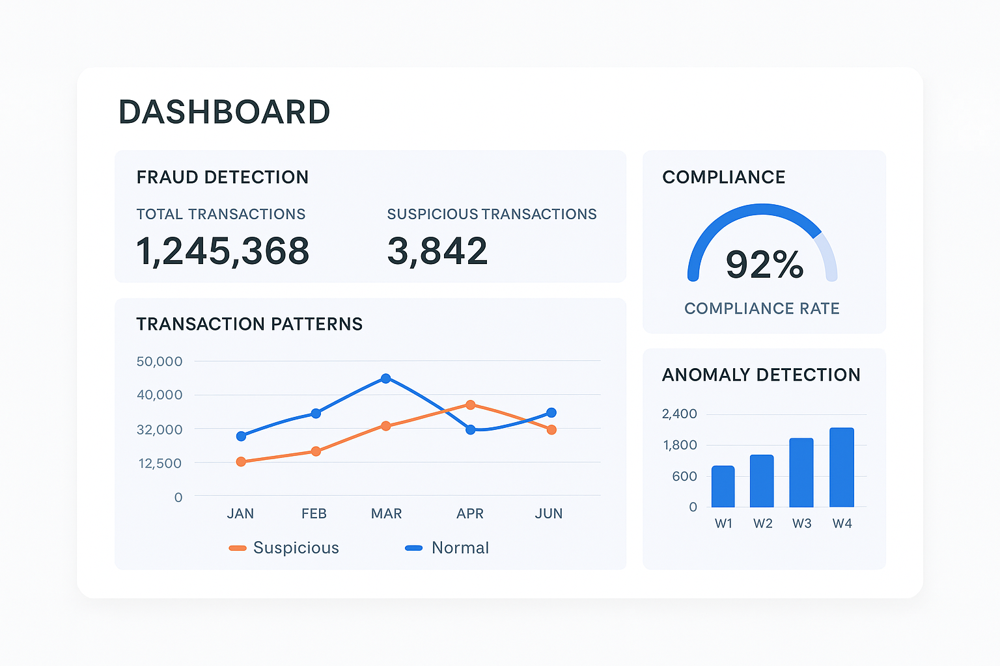 DASHBOARD
FRAUD DETECTION
TOTAL TRANSACTIONS
1,245,368
SUSPICIOUS TRANSACTIONS
3,842
COMPLIANCE
92%
COMPLIANCE RATE
TRANSACTION PATTERNS
50,000
40,000
32,000
12,500
0
JAN FEB MAR APR JUN
Suspicious Normal
ANOMALY DETECTION
2,400
1,800
600
0
W1 W2 W3 W4